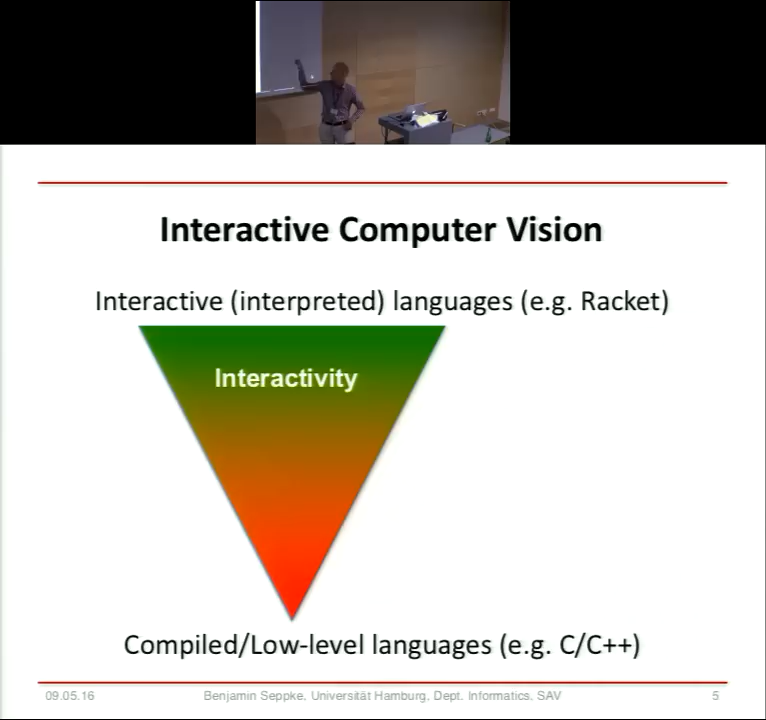 Interactive Computer Vision
Interactive (interpreted) languages (e.g. Racket)
Interactivity
Compiled/Low-level languages (e.g. C/C++)
09.05.16
Benjamin Seppke, Universität Hamburg, Dept. Informatics, SAV
5